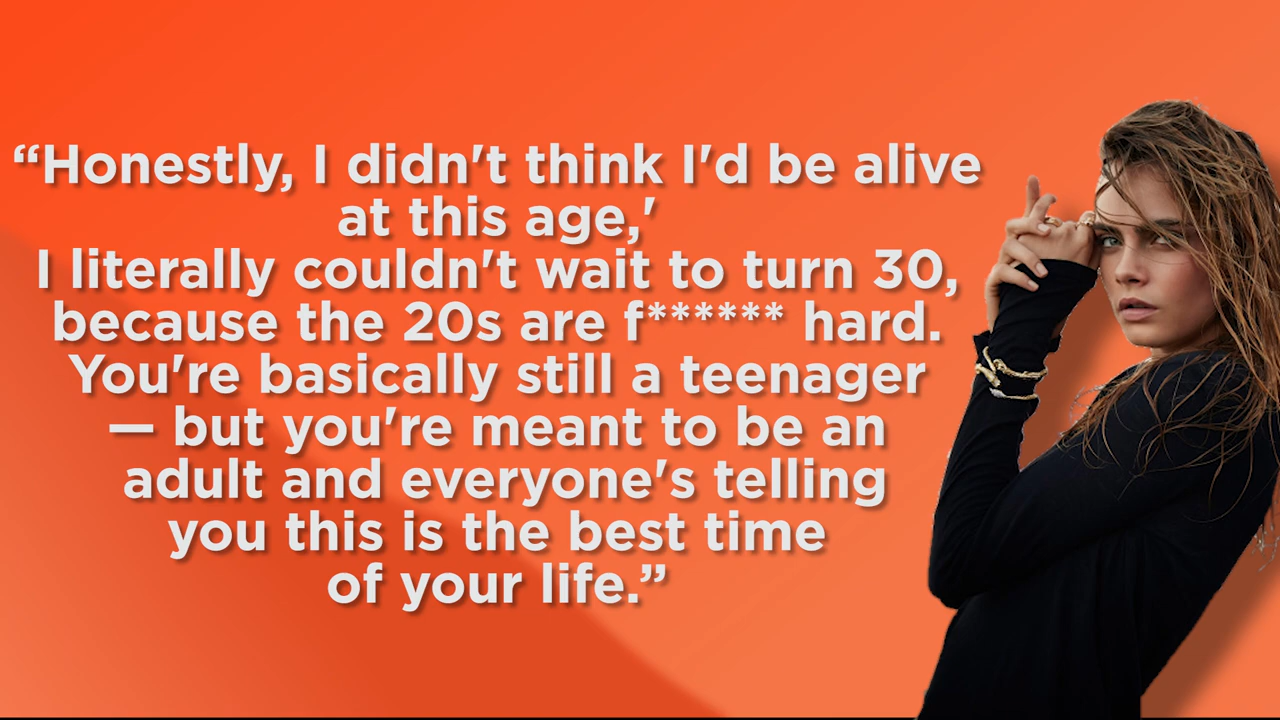 “Honestly, I didn't think I'd be alive
at this age,'
I literally couldn't wait to turn 30,
because the 20s are f****** hard.
You're basically still a teenager
— but you're meant to be an
adult and everyone's telling
you this is the best time
of your life.”